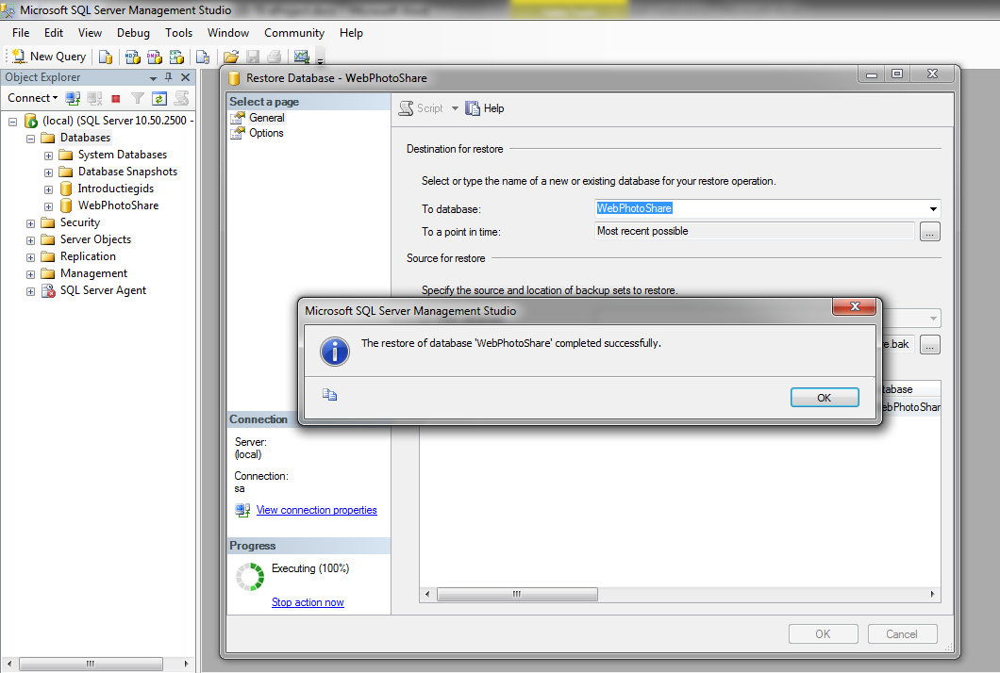 Microsoft SQL Server Management Studio
File Edit View Debug Tools Window Community Help
New Query
Object Explorer
Connect
(local) (SQL Server 10.50.2500 -
Databases
System Databases
Database Snapshots
Introductiegids
WebPhotoShare
Security
Server Objects
Replication
Management
SQL Server Agent
Restore Database - WebPhotoShare
Select a page
General
Options
Script Help
Destination for restore
Select or type the name of a new or existing database for your restore operation.
To database: WebPhotoShare
To a point in time: Most recent possible
...
Source for restore
Specify the source and location of backup sets to restore.
e.bak
...
tabase
ebPhotoShar
Microsoft SQL Server Management Studio
The restore of database 'WebPhotoShare' completed successfully.
OK
Connection
Server:
(local)
Connection:
sa
View connection properties
Progress
Executing (100%)
Stop action now
OK Cancel